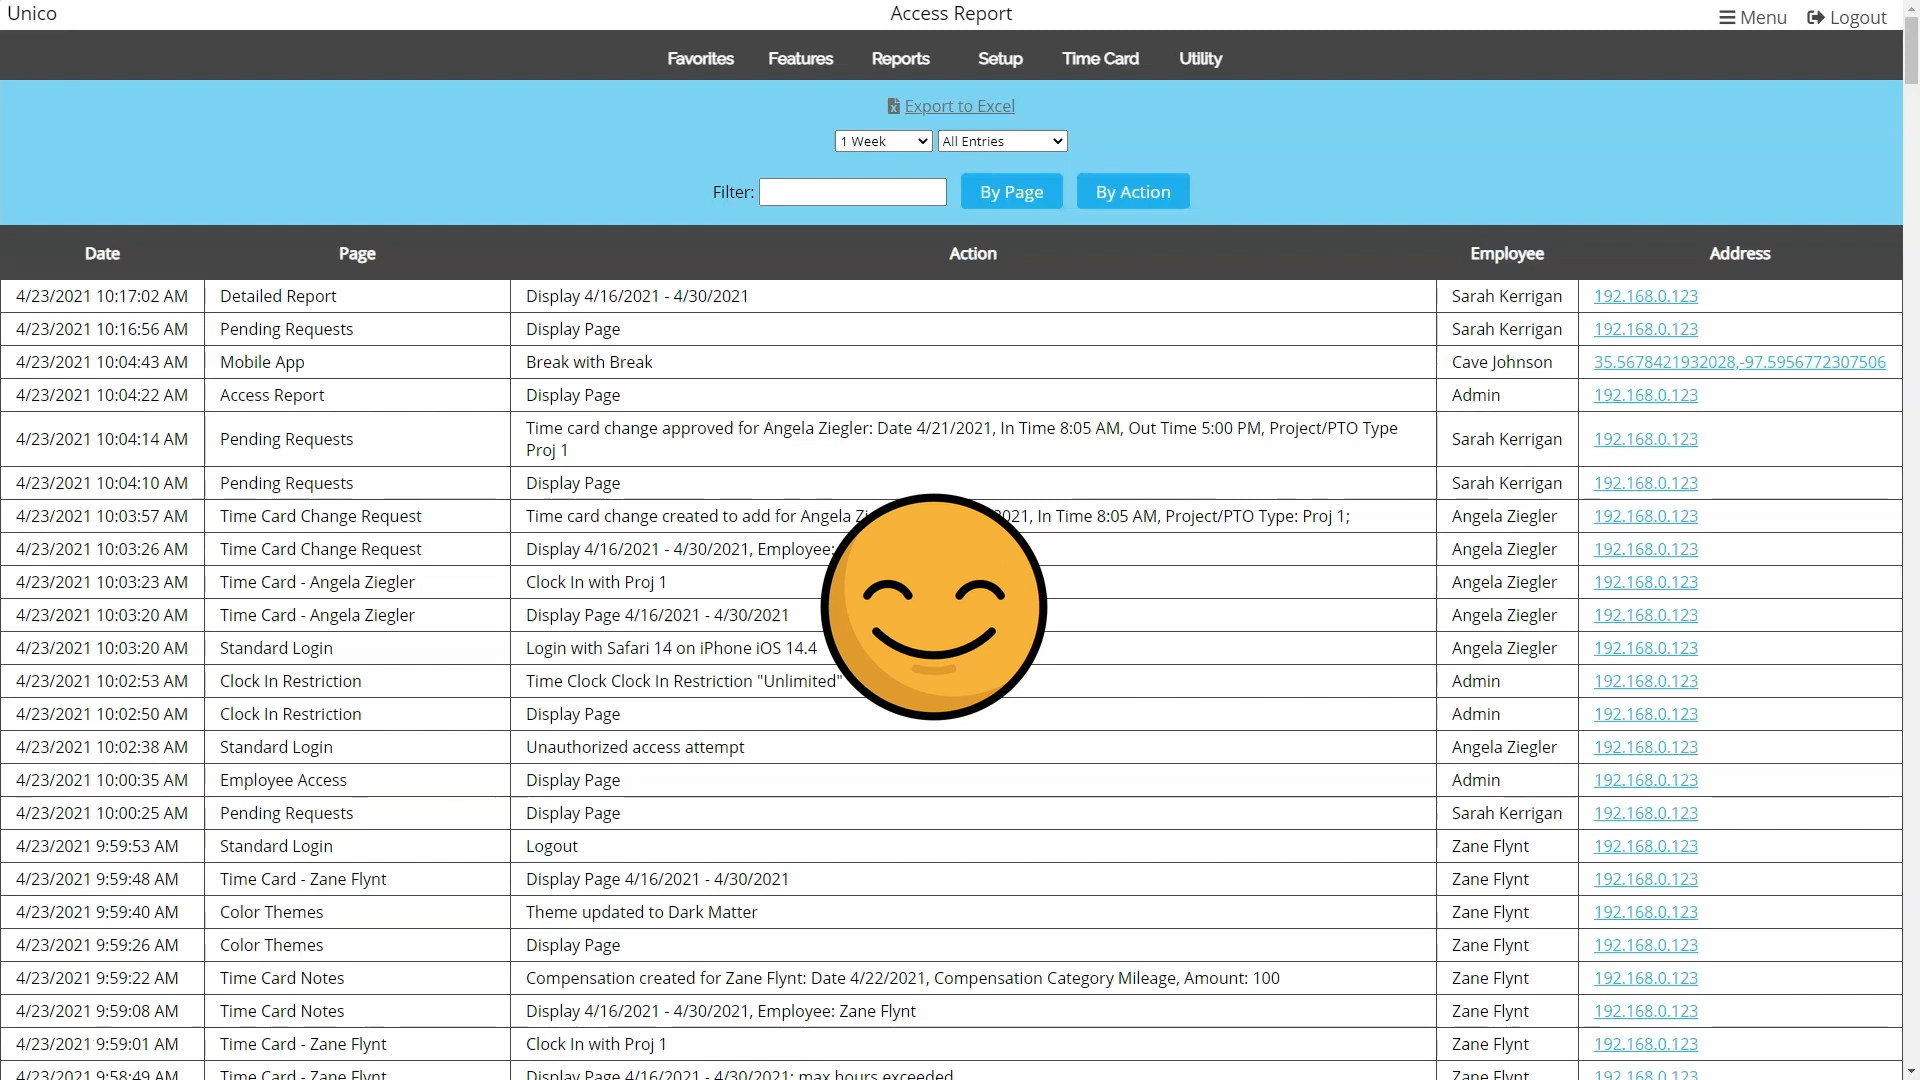 Unico
Access Report
Menu Logout
Favorites Features Reports Setup Time Card Utility
Export to Excel
1 Week All Entries
Filter: By Page By Action
Date Page Action Employee Address
4/23/2021 10:17:02 AM Detailed Report Display 4/16/2021 - 4/30/2021 Sarah Kerrigan 192.168.0.123
4/23/2021 10:16:56 AM Pending Requests Display Page Sarah Kerrigan 192.168.0.123
4/23/2021 10:04:43 AM Mobile App Break with Break Cave Johnson 35.5678421932028,-97.5956772307506
4/23/2021 10:04:22 AM Access Report Display Page Admin 192.168.0.123
4/23/2021 10:04:14 AM Pending Requests Time card change approved for Angela Ziegler: Date 4/21/2021, In Time 8:05 AM, Out Time 5:00 PM, Project/PTO Type
Proj 1 Sarah Kerrigan 192.168.0.123
4/23/2021 10:04:10 AM Pending Requests Display Page Sarah Kerrigan 192.168.0.123
4/23/2021 10:03:57 AM Time Card Change Request Time card change created to add for Angela In Time 8:05 AM, Project/PTO Type: Proj 1; Angela Ziegler 192.168.0.123
4/23/2021 10:03:26 AM Time Card Change Request Display 4/16/2021 - 4/30/2021, Employee: Angela Ziegler 192.168.0.123
4/23/2021 10:03:23 AM Time Card - Angela Ziegler Clock In with Proj 1 Angela Ziegler 192.168.0.123
4/23/2021 10:03:20 AM Time Card - Angela Ziegler Display Page 4/16/2021 - 4/30/2021 Angela Ziegler 192.168.0.123
4/23/2021 10:03:20 AM Standard Login Login with Safari 14 on iPhone iOS 14.4 Angela Ziegler 192.168.0.123
4/23/2021 10:02:53 AM Clock In Restriction Time Clock Clock In Restriction "Unlimited" Admin 192.168.0.123
4/23/2021 10:02:50 AM Clock In Restriction Display Page Admin 192.168.0.123
4/23/2021 10:02:38 AM Standard Login Unauthorized access attempt Angela Ziegler 192.168.0.123
4/23/2021 10:00:35 AM Employee Access Display Page Admin 192.168.0.123
4/23/2021 10:00:25 AM Pending Requests Display Page Sarah Kerrigan 192.168.0.123
4/23/2021 9:59:53 AM Standard Login Logout Zane Flynt 192.168.0.123
4/23/2021 9:59:48 AM Time Card - Zane Flynt Display Page 4/16/2021 - 4/30/2021 Zane Flynt 192.168.0.123
4/23/2021 9:59:40 AM Color Themes Theme updated to Dark Matter Zane Flynt 192.168.0.123
4/23/2021 9:59:26 AM Color Themes Display Page Zane Flynt 192.168.0.123
4/23/2021 9:59:22 AM Time Card Notes Compensation created for Zane Flynt: Date 4/22/2021, Compensation Category Mileage, Amount: 100 Zane Flynt 192.168.0.123
4/23/2021 9:59:08 AM Time Card Notes Display 4/16/2021 - 4/30/2021, Employee: Zane Flynt Zane Flynt 192.168.0.123
4/23/2021 9:59:01 AM Time Card - Zane Flynt Clock In with Proj 1 Zane Flynt 192.168.0.123
4/23/2021 9:58:49 AM Time Card - Zane Flynt Display Page 4/16/2021 - 4/30/2021; max hours exceeded Zane Flynt 192.168.0.123